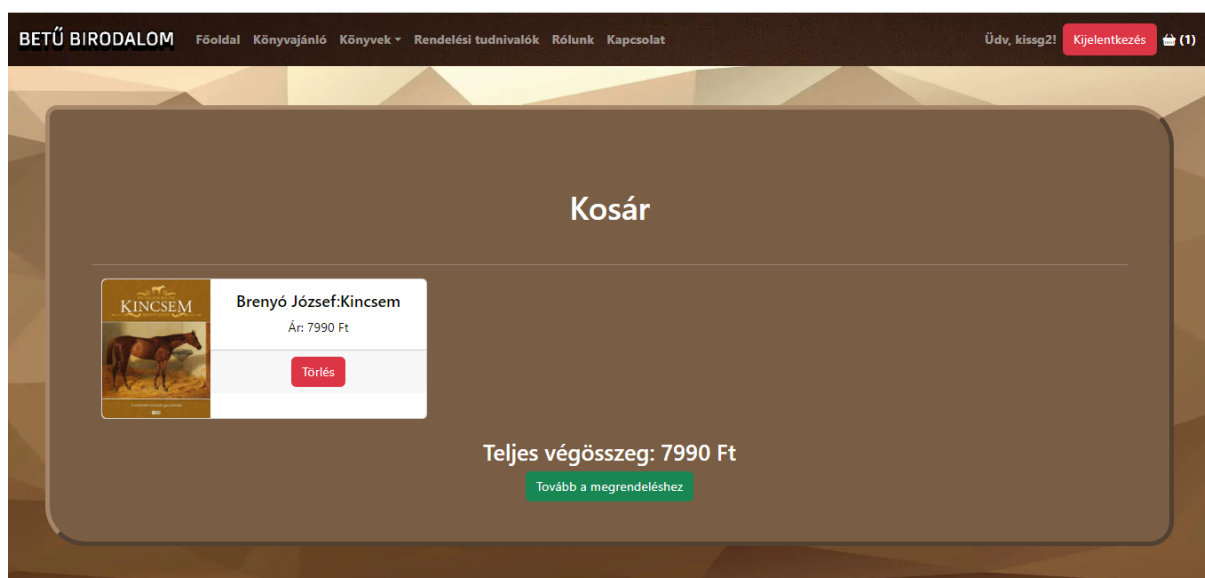 BETŰ BIRODALOM Főoldal Könyvajánló Könyvek Rendelési tudnivalók Rólunk Kapcsolat Üdv, kissg2! Kijelentkezés (1)
Kosár
KINCSEM
Brenyó József:Kincsem
Ár: 7990 Ft
Törlés
Teljes végösszeg: 7990 Ft
Tovább a megrendeléshez